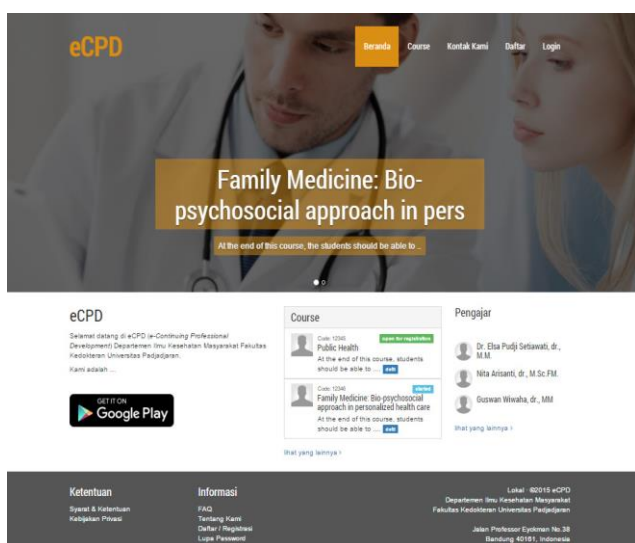 eCPD
Beranda Course Kontak Kami Daftar Login
Family Medicine: Bio-
psychosocial approach in pers
At the end of this course, the students should be able to ..
eCPD
Selamat datang di eCPD (e-Continuing Professional
Development) Departemen Ilmu Kesehatan Masyarakat Fakultas
Kedokteran Universitas Padjadjaran.
Kami adalah ...
GET IT ON
Google Play
Course
Code: 12345 open for registration
Public Health
At the end of this course, students
should be able to ...
Code: 12346 started
Family Medicine: Bio-psychosocial
approach in personalized health care
At the end of this course, students
should be able to ...
lihat yang lainnya ›
Pengajar
Dr. Elsa Pudji Setiawati, dr.,
M.M.
Nita Arisanti, dr., M.Sc.FM.
Guswan Wiwaha, dr., MM
lihat yang lainnya ›
Ketentuan
Syarat & Ketentuan
Kebijakan Privasi
Informasi
FAQ
Tentang Kami
Daftar / Registrasi
Lupa Password
Lokal · ©2015 eCPD
Departemen Ilmu Kesehatan Masyarakat
Fakultas Kedokteran Universitas Padjadjaran
Jalan Professor Eyckman No.38
Bandung 40161, Indonesia